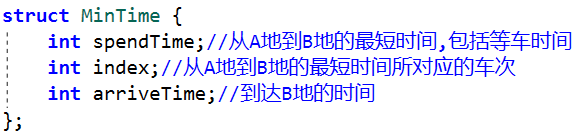 struct MinTime {
int spendTime;//从A地到B地的最短时间,包括等车时间
int index;//从A地到B地的最短时间所对应的车次
int arriveTime;//到达B地的时间
};